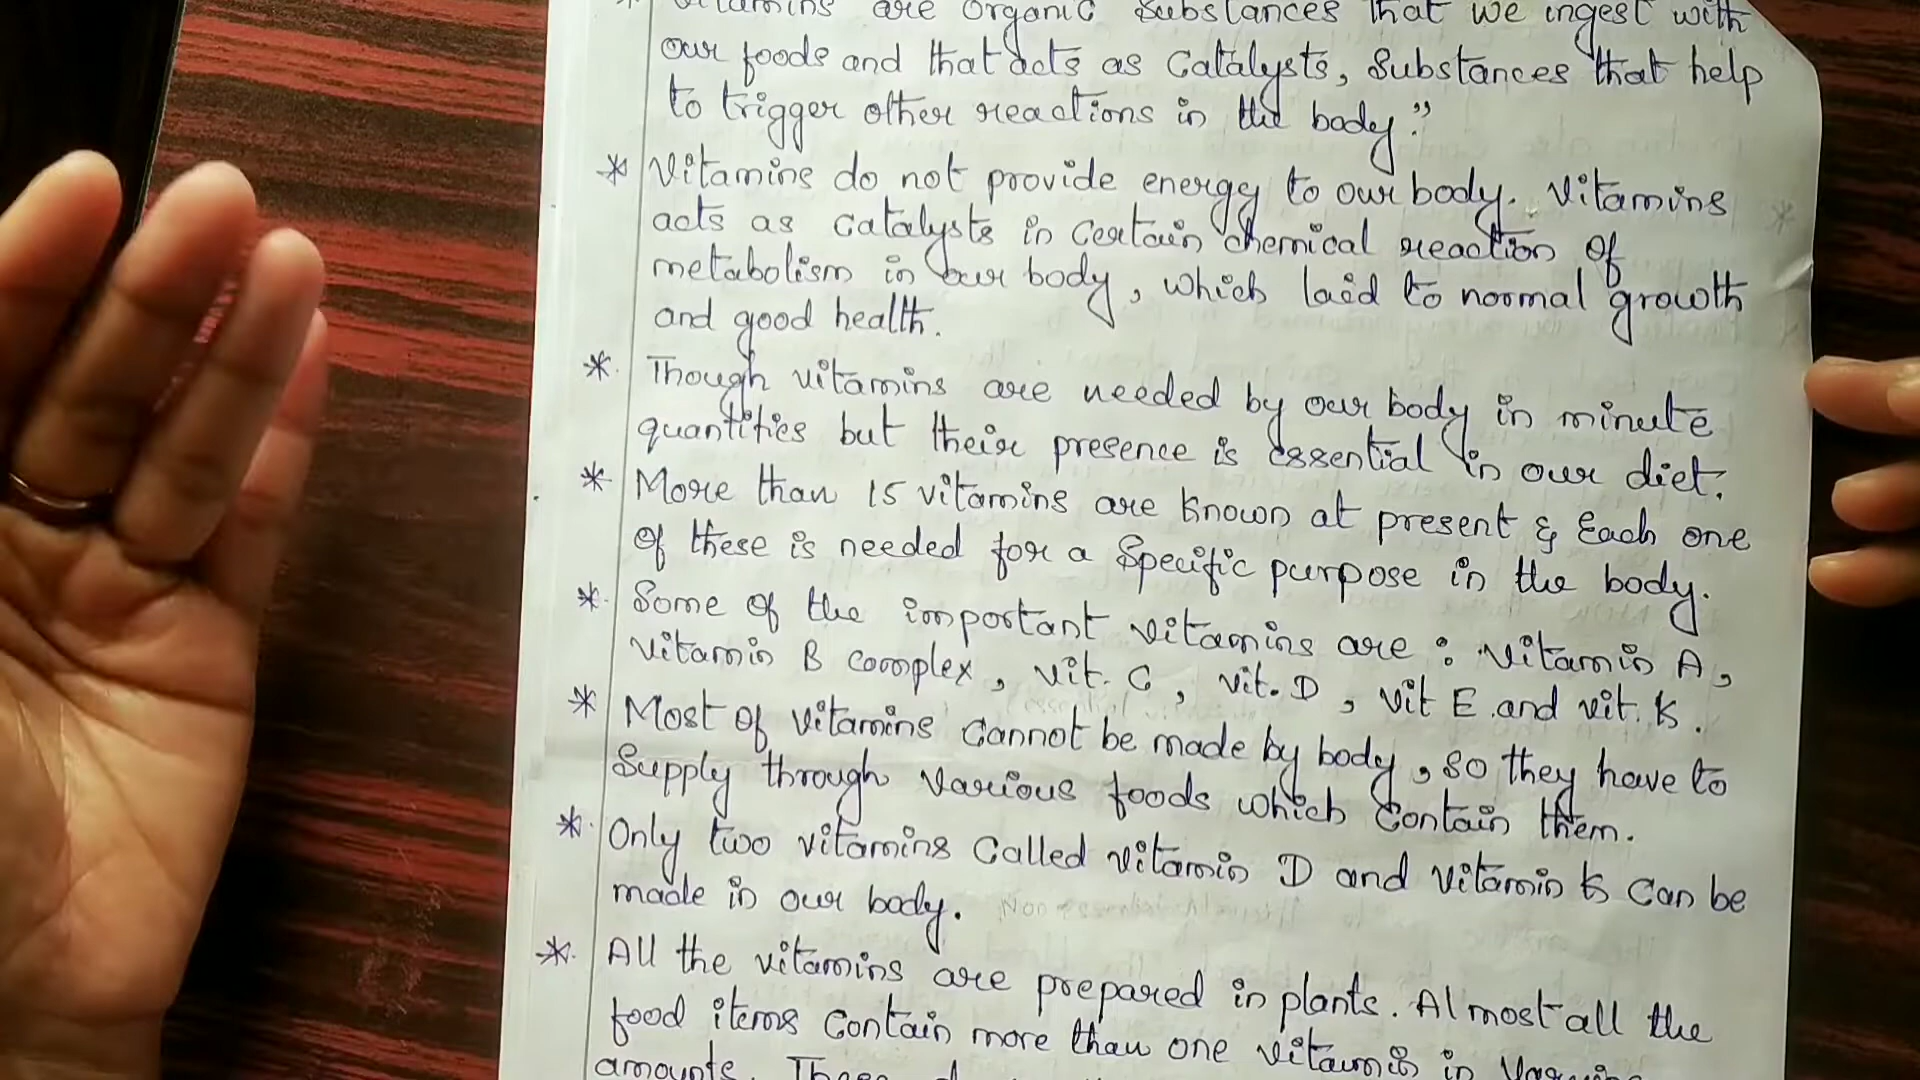 * Vitamins are organic substances that we ingest with
our foods and that acts as catalysts, Substances that help
to trigger other reactions in the body."
* Vitamins do not provide energy to our body. Vitamins
acts as catalysts in certain chemical reaction of
metabolism in our body, which laid to normal growth
and good health.
* Though vitamins are needed by our body in minute
quantities but their presence is essential in our diet.
* More than 15 vitamins are known at present & Each one
of these is needed for a specific purpose in the body.
* Some of the important vitamins are : vitamin A,
vitamin B complex, vit. C, vit. D, vit E and vit. K.
* Most of vitamins cannot be made by body, so they have to
Supply through various foods which contain them.
* Only two vitamins called vitamin D and vitamin K can be
made in our body.
* All the vitamins are prepared in plants. Almost all the
food items contain more than one vitamin in
amounts.